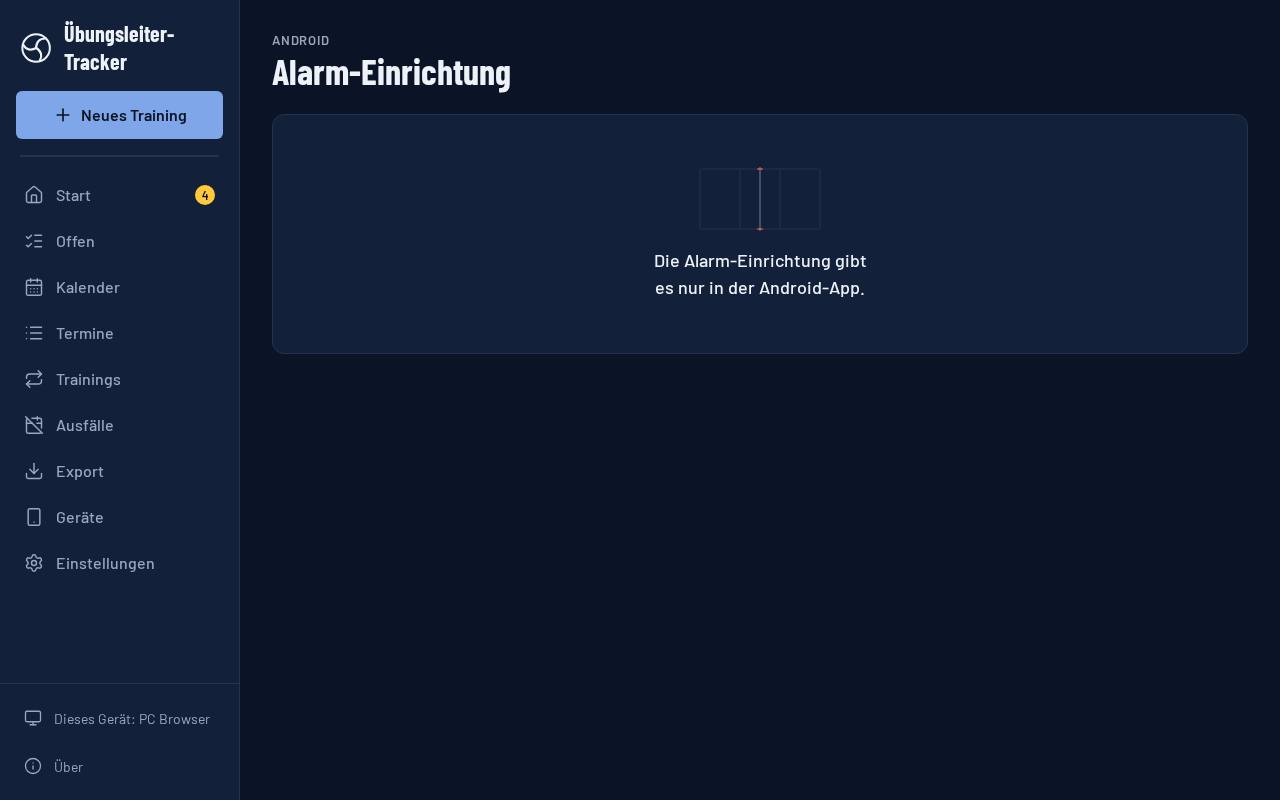 Übungsleiter-
Tracker
Neues Training
Start
4
Offen
Kalender
Termine
Trainings
Ausfälle
Export
Geräte
Einstellungen
Dieses Gerät: PC Browser
Über
ANDROID
Alarm-Einrichtung
Die Alarm-Einrichtung gibt
es nur in der Android-App.